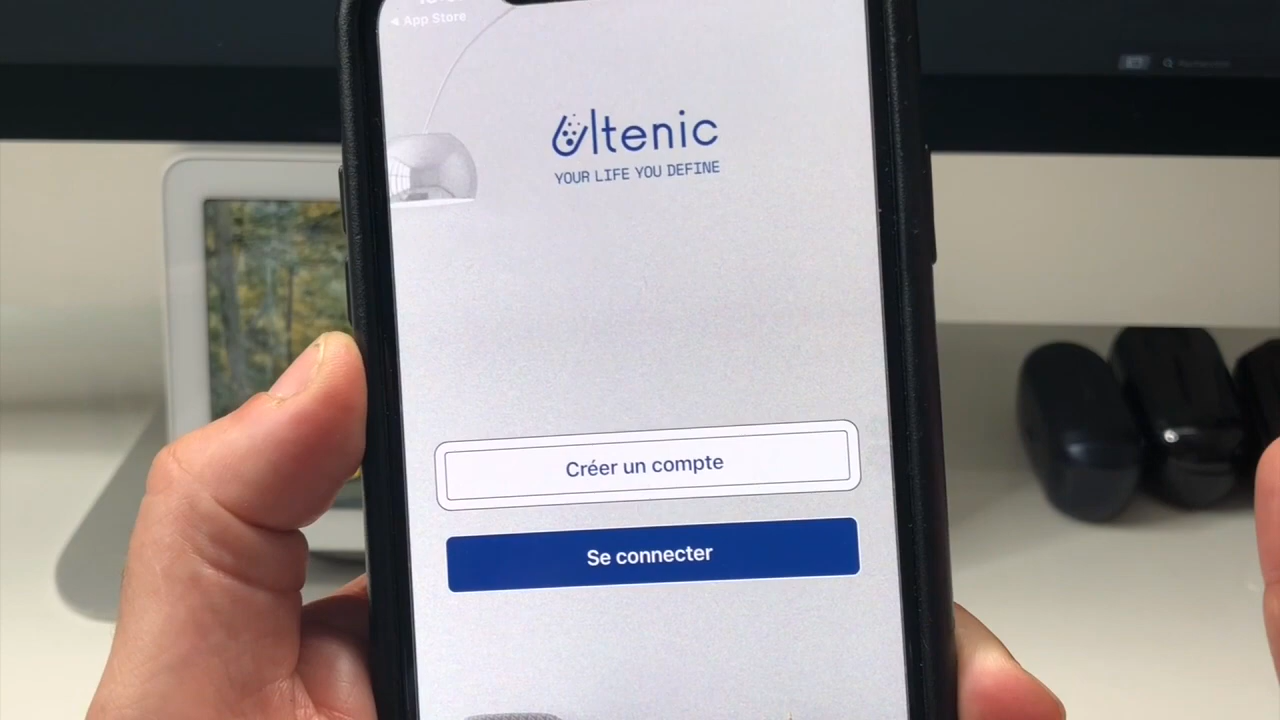 ◀ App Store
Ultenic
YOUR LIFE YOU DEFINE
Créer un compte
Se connecter